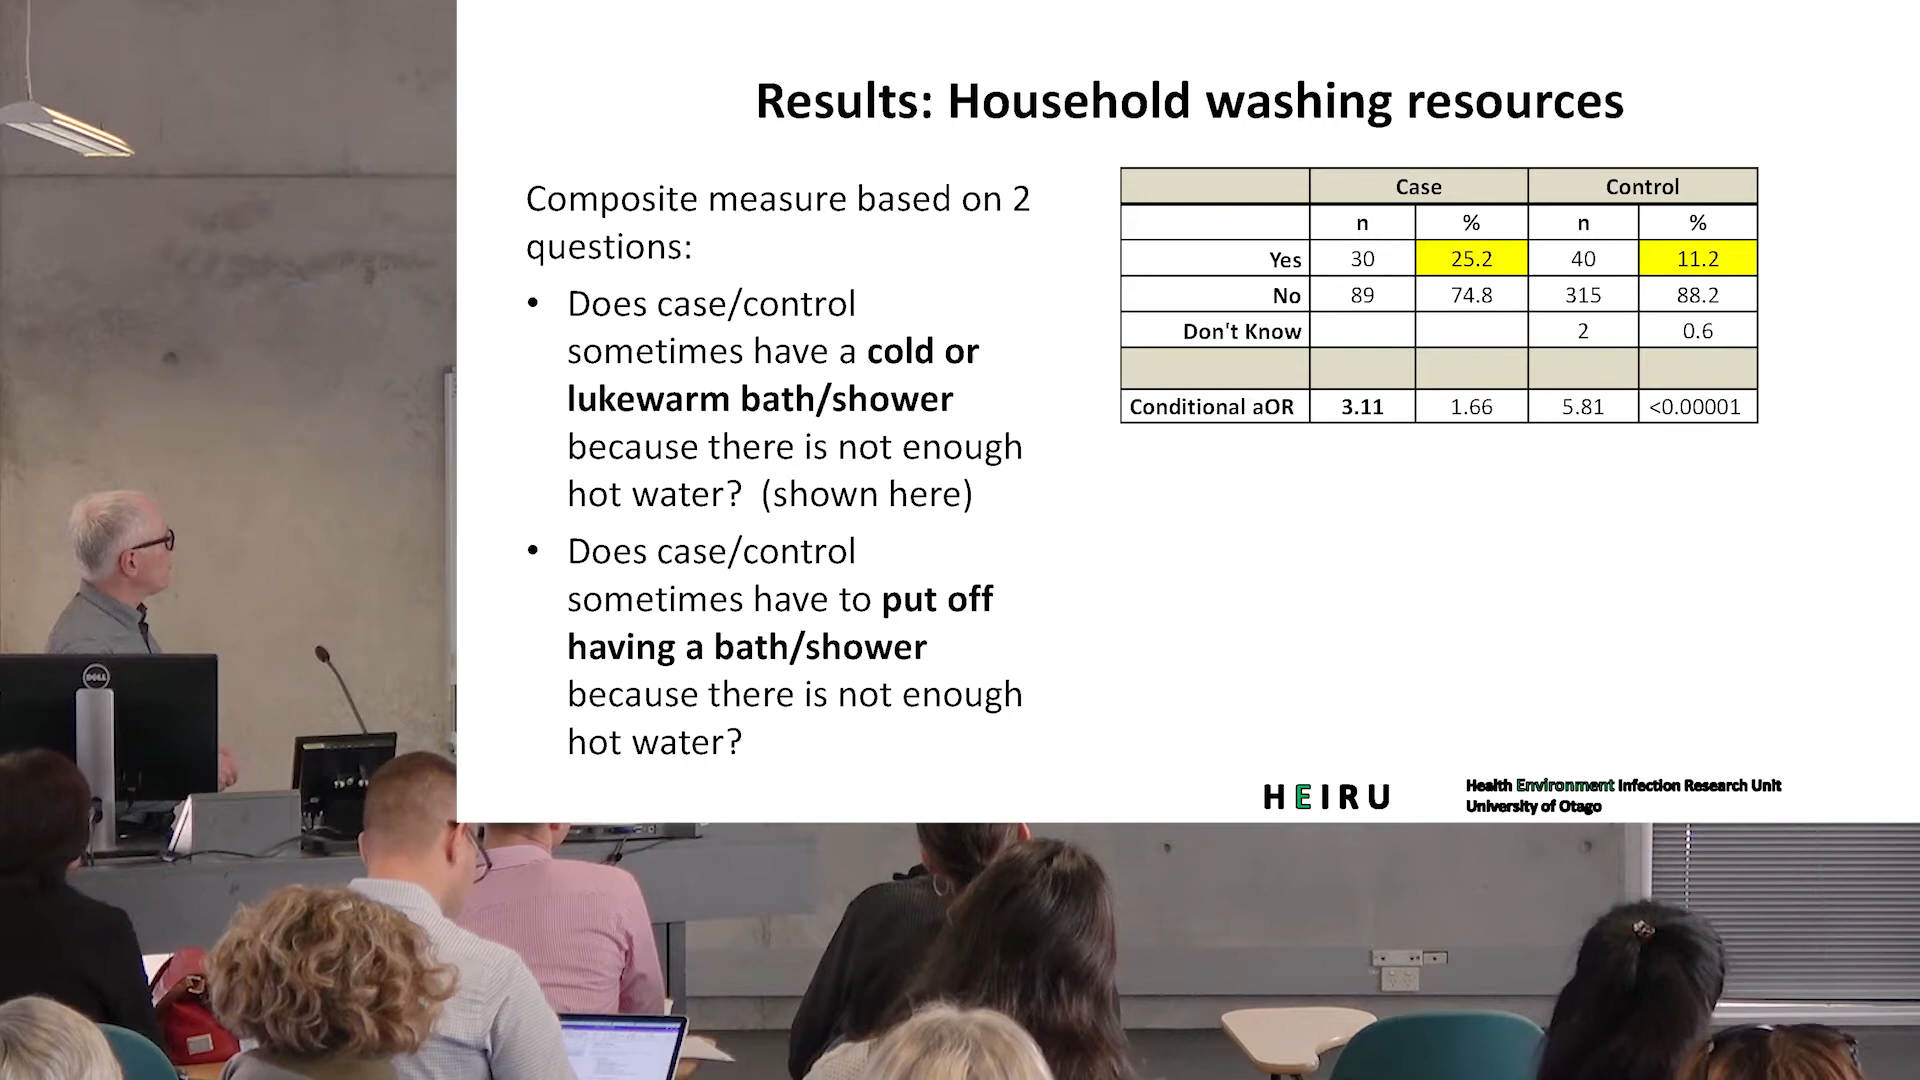 Results: Household washing resources
Composite measure based on 2
questions:
• Does case/control
sometimes have a cold or
lukewarm bath/shower
because there is not enough
hot water? (shown here)
• Does case/control
sometimes have to put off
having a bath/shower
because there is not enough
hot water?
Case Control
n % n %
Yes 30 25.2 40 11.2
No 89 74.8 315 88.2
Don't Know 2 0.6
Conditional aOR 3.11 1.66 5.81 <0.00001
HEIRU
Health Environment Infection Research Unit
University of Otago
DELL